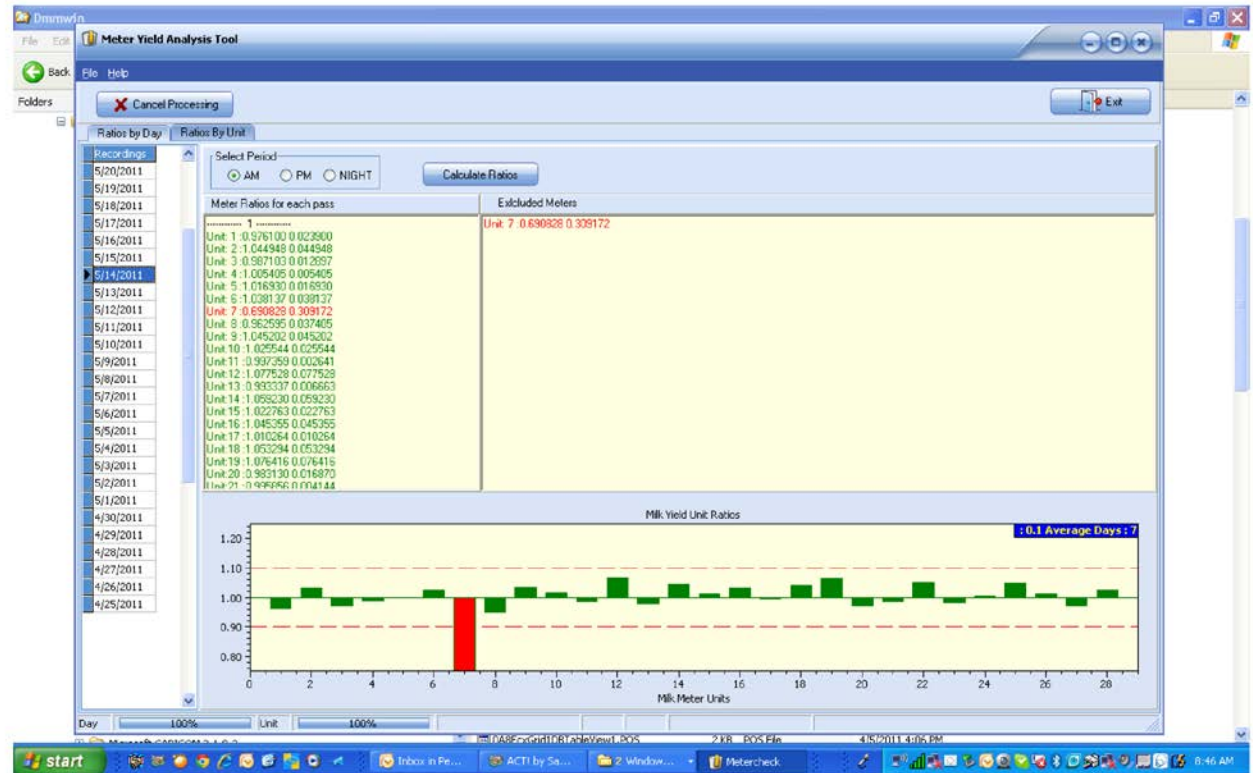 Dmmwin
File Edit
Meter Yield Analysis Tool
Back
File Help
Folders
Cancel Processing
Exit
Ratios by Day
Ratios By Unit
Recordings
5/20/2011
5/19/2011
5/18/2011
5/17/2011
5/16/2011
5/15/2011
5/14/2011
5/13/2011
5/12/2011
5/11/2011
5/10/2011
5/9/2011
5/8/2011
5/7/2011
5/6/2011
5/5/2011
5/4/2011
5/3/2011
5/2/2011
5/1/2011
4/30/2011
4/29/2011
4/28/2011
4/27/2011
4/26/2011
4/25/2011
Select Period
AM PM NIGHT
Calculate Ratios
Meter Ratios for each pass
Exlcluded Meters
----------- 1 -----------
Unit: 1 :0.976100 0.023900
Unit: 2 :1.044948 0.044948
Unit: 3 :0.987103 0.012897
Unit: 4 :1.005405 0.005405
Unit: 5 :1.016930 0.016930
Unit: 6 :1.038137 0.038137
Unit: 7 :0.690828 0.309172
Unit: 8 :0.962595 0.037405
Unit: 9 :1.045202 0.045202
Unit:10 :1.025544 0.025544
Unit:11 :0.997359 0.002641
Unit:12 :1.077528 0.077528
Unit:13 :0.993337 0.006663
Unit:14 :1.059230 0.059230
Unit:15 :1.022763 0.022763
Unit:16 :1.045355 0.045355
Unit:17 :1.010264 0.010264
Unit:18 :1.053294 0.053294
Unit:19 :1.076416 0.076416
Unit:20 :0.983130 0.016870
Unit:21 :0.995856 0.004144
Unit: 7 :0.690828 0.309172
Milk Yield Unit Ratios
: 0.1 Average Days : 7
1.20
1.10
1.00
0.90
0.80
0 2 4 6 8 10 12 14 16 18 20 22 24 26 28
Milk Meter Units
Day 100% Unit 100%
2 KB POS File 4/5/2011 4:06 PM
start
Inbox in Pe...
ACT! by Sa...
2 Window...
Metercheck
8:46 AM